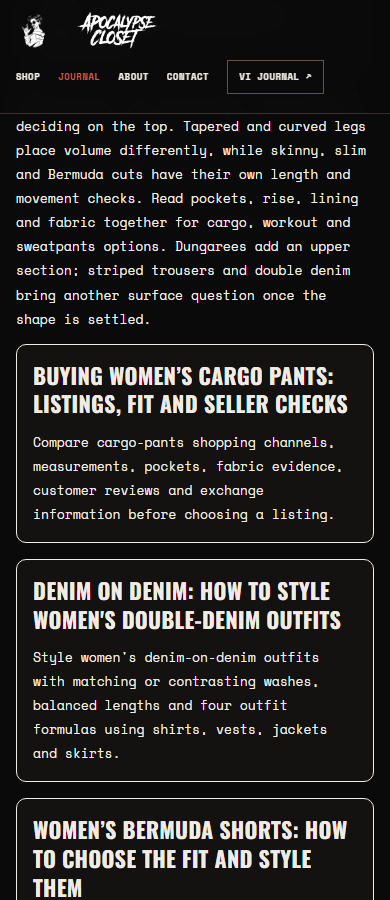 APOCALYPSE
CLOSET
SHOP JOURNAL ABOUT CONTACT VI JOURNAL ↗
deciding on the top. Tapered and curved legs
place volume differently, while skinny, slim
and Bermuda cuts have their own length and
movement checks. Read pockets, rise, lining
and fabric together for cargo, workout and
sweatpants options. Dungarees add an upper
section; striped trousers and double denim
bring another surface question once the
shape is settled.
BUYING WOMEN’S CARGO PANTS:
LISTINGS, FIT AND SELLER CHECKS
Compare cargo-pants shopping channels,
measurements, pockets, fabric evidence,
customer reviews and exchange
information before choosing a listing.
DENIM ON DENIM: HOW TO STYLE
WOMEN'S DOUBLE-DENIM OUTFITS
Style women's denim-on-denim outfits
with matching or contrasting washes,
balanced lengths and four outfit
formulas using shirts, vests, jackets
and skirts.
WOMEN’S BERMUDA SHORTS: HOW
TO CHOOSE THE FIT AND STYLE
THEM